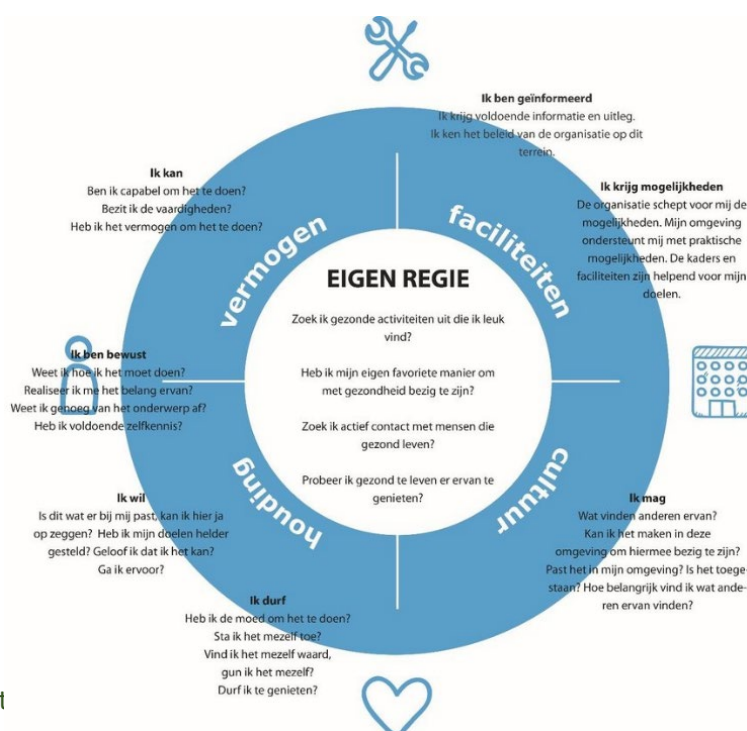 Ik ben geïnformeerd
Ik krijg voldoende informatie en uitleg.
Ik ken het beleid van de organisatie op dit
terrein.
Ik kan
Ben ik capabel om het te doen?
Bezit ik de vaardigheden?
Heb ik het vermogen om het te doen?
Ik krijg mogelijkheden
De organisatie schept voor mij de
mogelijkheden. Mijn omgeving
ondersteunt mij met praktische
mogelijkheden. De kaders en
faciliteiten zijn helpend voor mijn
doelen.
vermogen
faciliteiten
EIGEN REGIE
Zoek ik gezonde activiteiten uit die ik leuk
vind?
Heb ik mijn eigen favoriete manier om
met gezondheid bezig te zijn?
Zoek ik actief contact met mensen die
gezond leven?
Probeer ik gezond te leven er ervan te
genieten?
Ik ben bewust
Weet ik hoe ik het moet doen?
Realiseer ik me het belang ervan?
Weet ik genoeg van het onderwerp af?
Heb ik voldoende zelfkennis?
houding
cultuur
Ik wil
Is dit wat er bij mij past, kan ik hier ja
op zeggen? Heb ik mijn doelen helder
gesteld? Geloof ik dat ik het kan?
Ga ik ervoor?
Ik mag
Wat vinden anderen ervan?
Kan ik het maken in deze
omgeving om hiermee bezig te zijn?
Past het in mijn omgeving? Is het toege-
staan? Hoe belangrijk vind ik wat ande-
ren ervan vinden?
Ik durf
Heb ik de moed om het te doen?
Sta ik het mezelf toe?
Vind ik het mezelf waard,
gun ik het mezelf?
Durf ik te genieten?